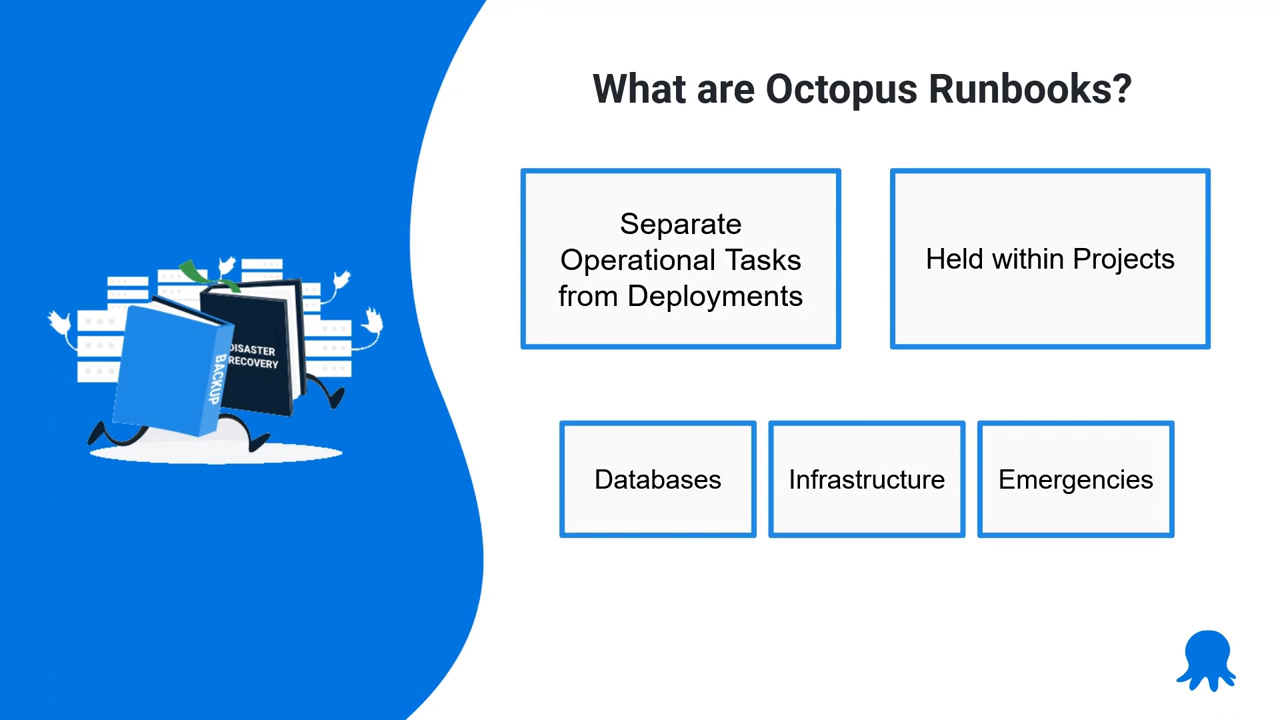 What are Octopus Runbooks?
Separate
Operational Tasks
from Deployments
Held within Projects
DISASTER
RECOVERY
BACKUP
Databases
Infrastructure
Emergencies